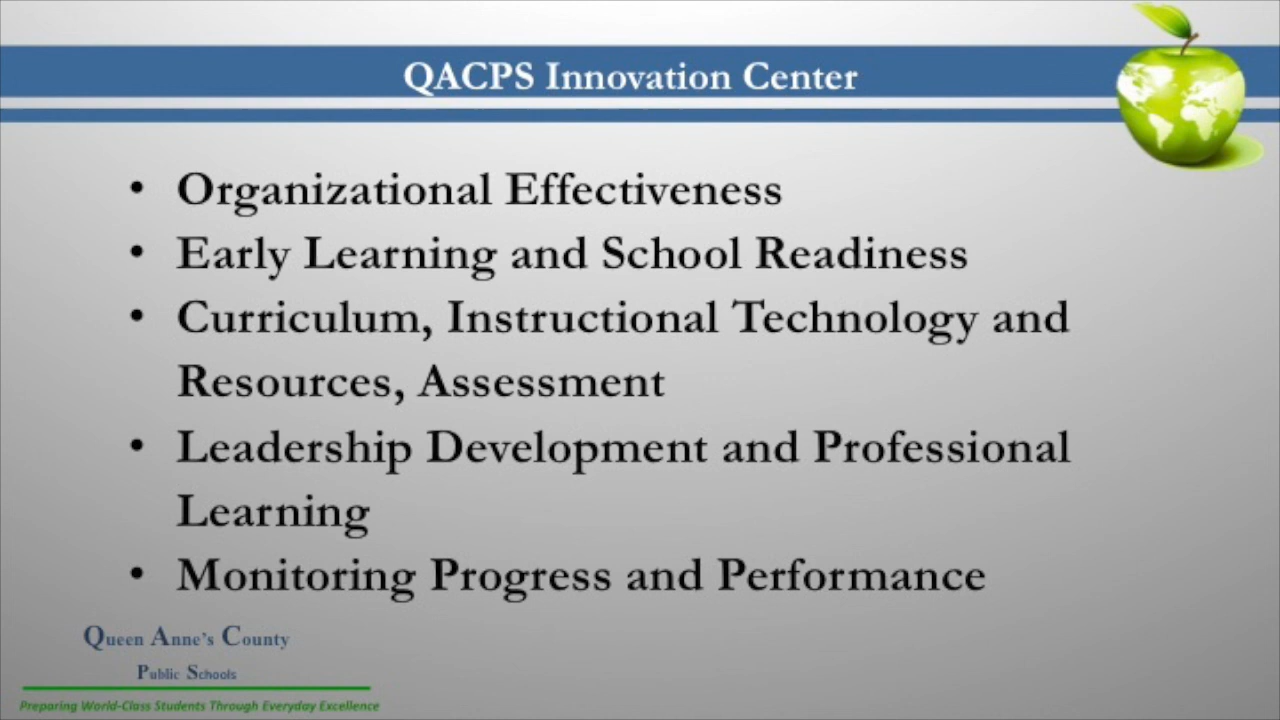 QACPS Innovation Center
• Organizational Effectiveness
• Early Learning and School Readiness
• Curriculum, Instructional Technology and
Resources, Assessment
• Leadership Development and Professional
Learning
• Monitoring Progress and Performance
Queen Anne's County
Public Schools
Preparing World-Class Students Through Everyday Excellence